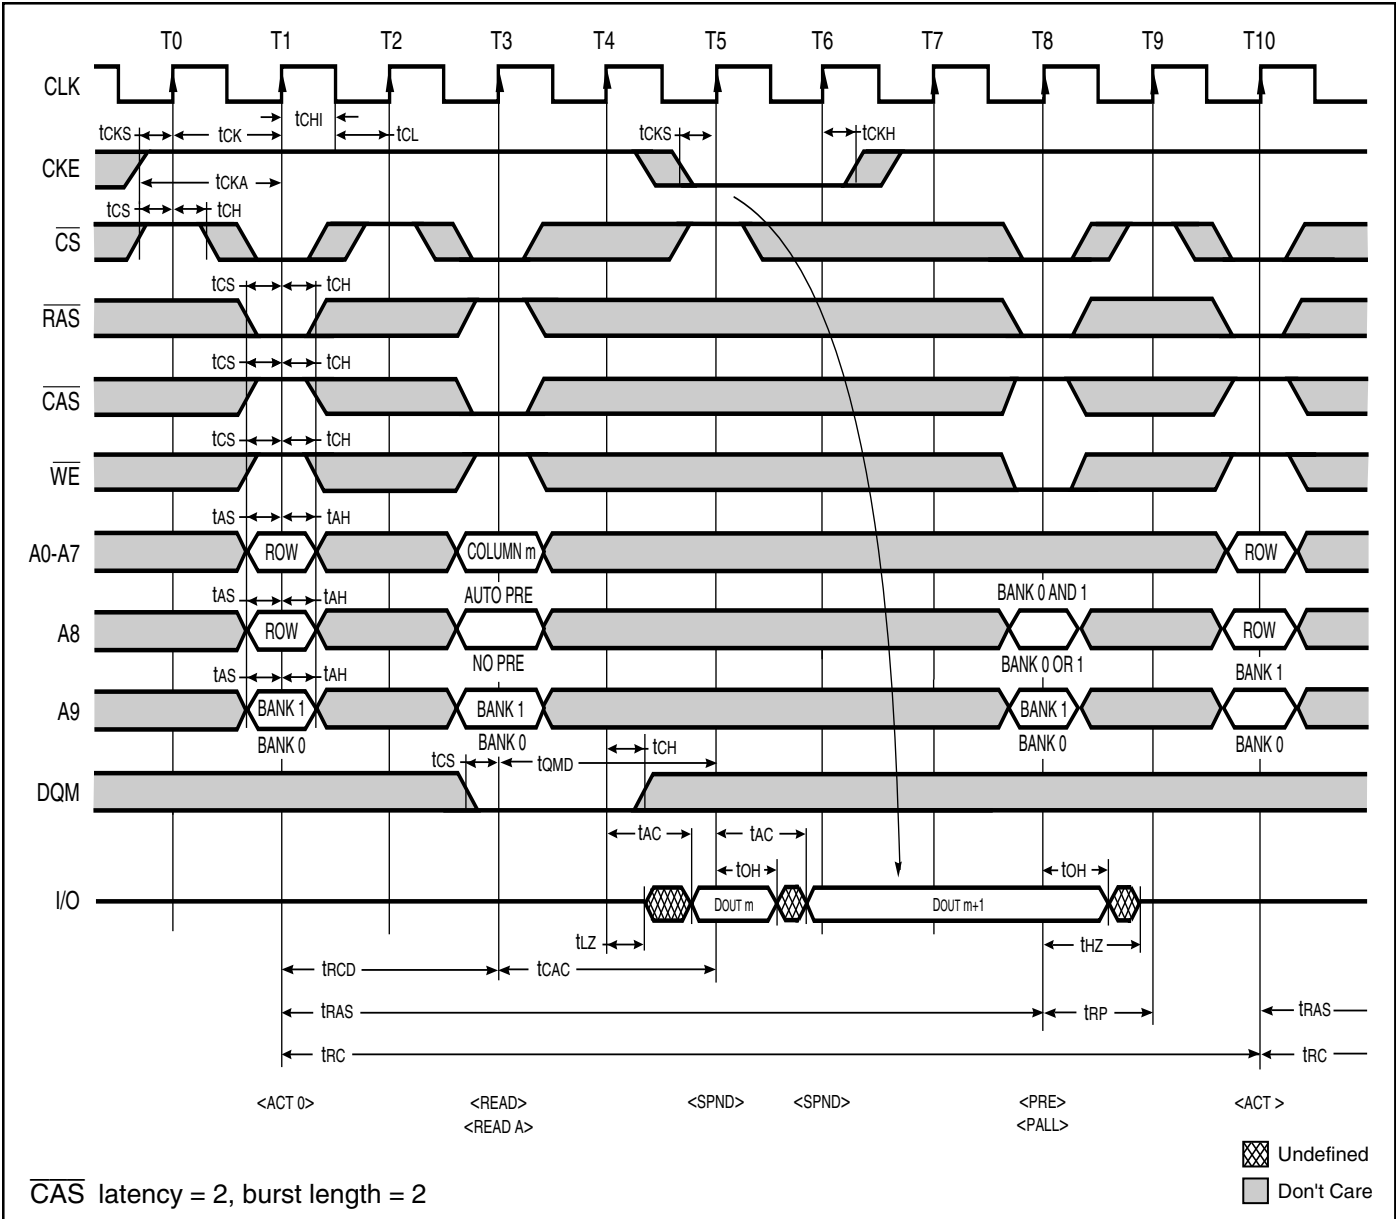 T0 T1 T2 T3 T4 T5 T6 T7 T8 T9 T10
CLK
tCHI
tCKS tCK tCL tCKS tCKH
CKE
tCKA
tCS tCH
CS
tCS tCH
RAS
tCS tCH
CAS
tCS tCH
WE
tAS tAH
A0-A7 ROW COLUMN m ROW
tAS tAH AUTO PRE BANK 0 AND 1
A8 ROW ROW
NO PRE BANK 0 OR 1 BANK 1
tAS tAH
A9 BANK 1 BANK 1 BANK 1
BANK 0 BANK 0 BANK 0 BANK 0
tCS tQMD tCH
DQM
tAC tAC
tOH tOH
I/O DOUT m DOUT m+1
tLZ tHZ
tRCD tCAC
tRAS tRP tRAS
tRC tRC
<ACT 0> <READ> <SPND> <SPND> <PRE> <ACT >
<READ A> <PALL>
Undefined
Don't Care
CAS latency = 2, burst length = 2